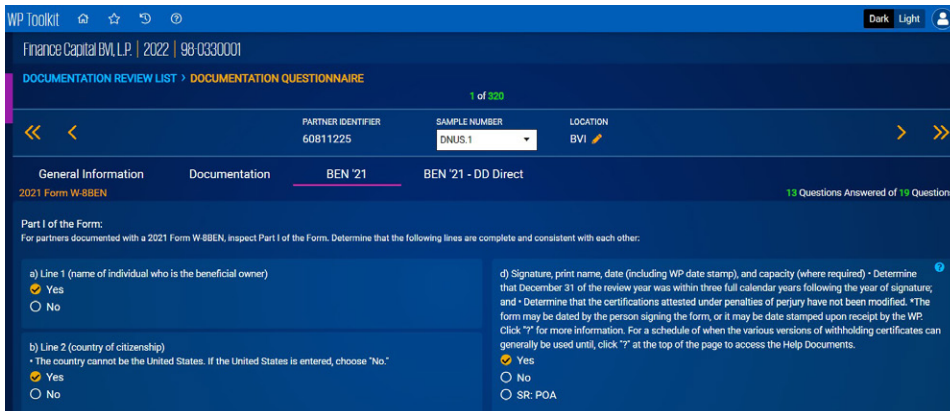 WP Toolkit
Dark Light
Finance Capital BVI, L.P. | 2022 | 98-0330001
DOCUMENTATION REVIEW LIST > DOCUMENTATION QUESTIONNAIRE
1 of 320
PARTNER IDENTIFIER
60811225
SAMPLE NUMBER
DNUS.1
LOCATION
BVI
General Information
Documentation
BEN '21
BEN '21 - DD Direct
2021 Form W-8BEN
13 Questions Answered of 19 Question
Part I of the Form:
For partners documented with a 2021 Form W-8BEN, inspect Part I of the Form. Determine that the following lines are complete and consistent with each other:
a) Line 1 (name of individual who is the beneficial owner)
Yes
No
b) Line 2 (country of citizenship)
• The country cannot be the United States. If the United States is entered, choose "No."
Yes
No
d) Signature, print name, date (including WP date stamp), and capacity (where required) • Determine
that December 31 of the review year was within three full calendar years following the year of signature;
and • Determine that the certifications attested under penalties of perjury have not been modified. *The
form may be dated by the person signing the form, or it may be date stamped upon receipt by the WP.
Click "?" for more information. For a schedule of when the various versions of withholding certificates can
generally be used until, click "?" at the top of the page to access the Help Documents.
Yes
No
SR: POA